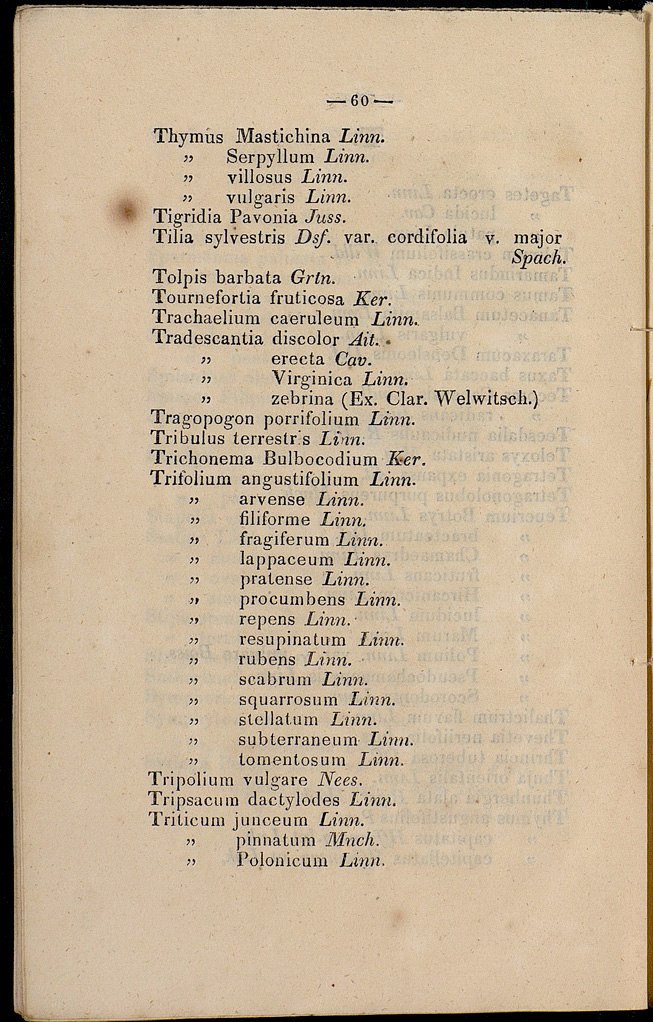 — 60 —
Thymus Mastichina Linn.
„ Serpyllum Linn.
„ villosus Linn.
„ vulgaris Linn.
Tigridia Pavonia Juss.
Tilia sylvestris Dsf. var. cordifolia v. major
Spach.
Tolpis barbata Grtn.
Tournefortia fruticosa Ker.
Trachaelium caeruleum Linn.
Tradescantia discolor Ait.
„ erecta Cav.
„ Virginica Linn.
„ zebrina (Ex. Clar. Welwitsch.)
Tragopogon porrifolium Linn.
Tribulus terrestr:s Linn.
Trichonema Bulbocodium Ker.
Trifolium angustifolium Linn.
„ arvense Linn.
„ filiforme Linn.
„ fragiferum Linn.
„ lappaceum Linn.
„ pratense Linn.
„ procumbens Linn.
„ repens Linn.
„ resupinatum Linn.
„ rubens Linn.
„ scabrum Linn.
„ squarrosum Linn.
„ stellatum Linn.
„ subterraneum Linn.
„ tomentosum Linn.
Tripolium vulgare Nees.
Tripsacum dactylodes Linn.
Triticum junceum Linn.
„ pinnatum Mnch.
„ Polonicum Linn.